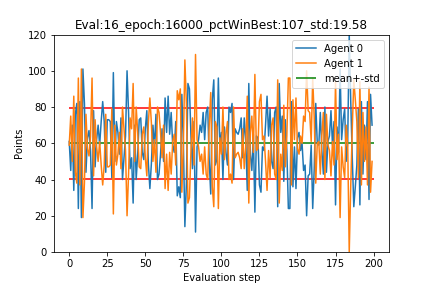 Eval:16_epoch:16000_pctWinBest:107_std:19.58
120
100
80
60
40
20
0
Points
Agent 0
Agent 1
mean+-std
0 25 50 75 100 125 150 175 200
Evaluation step